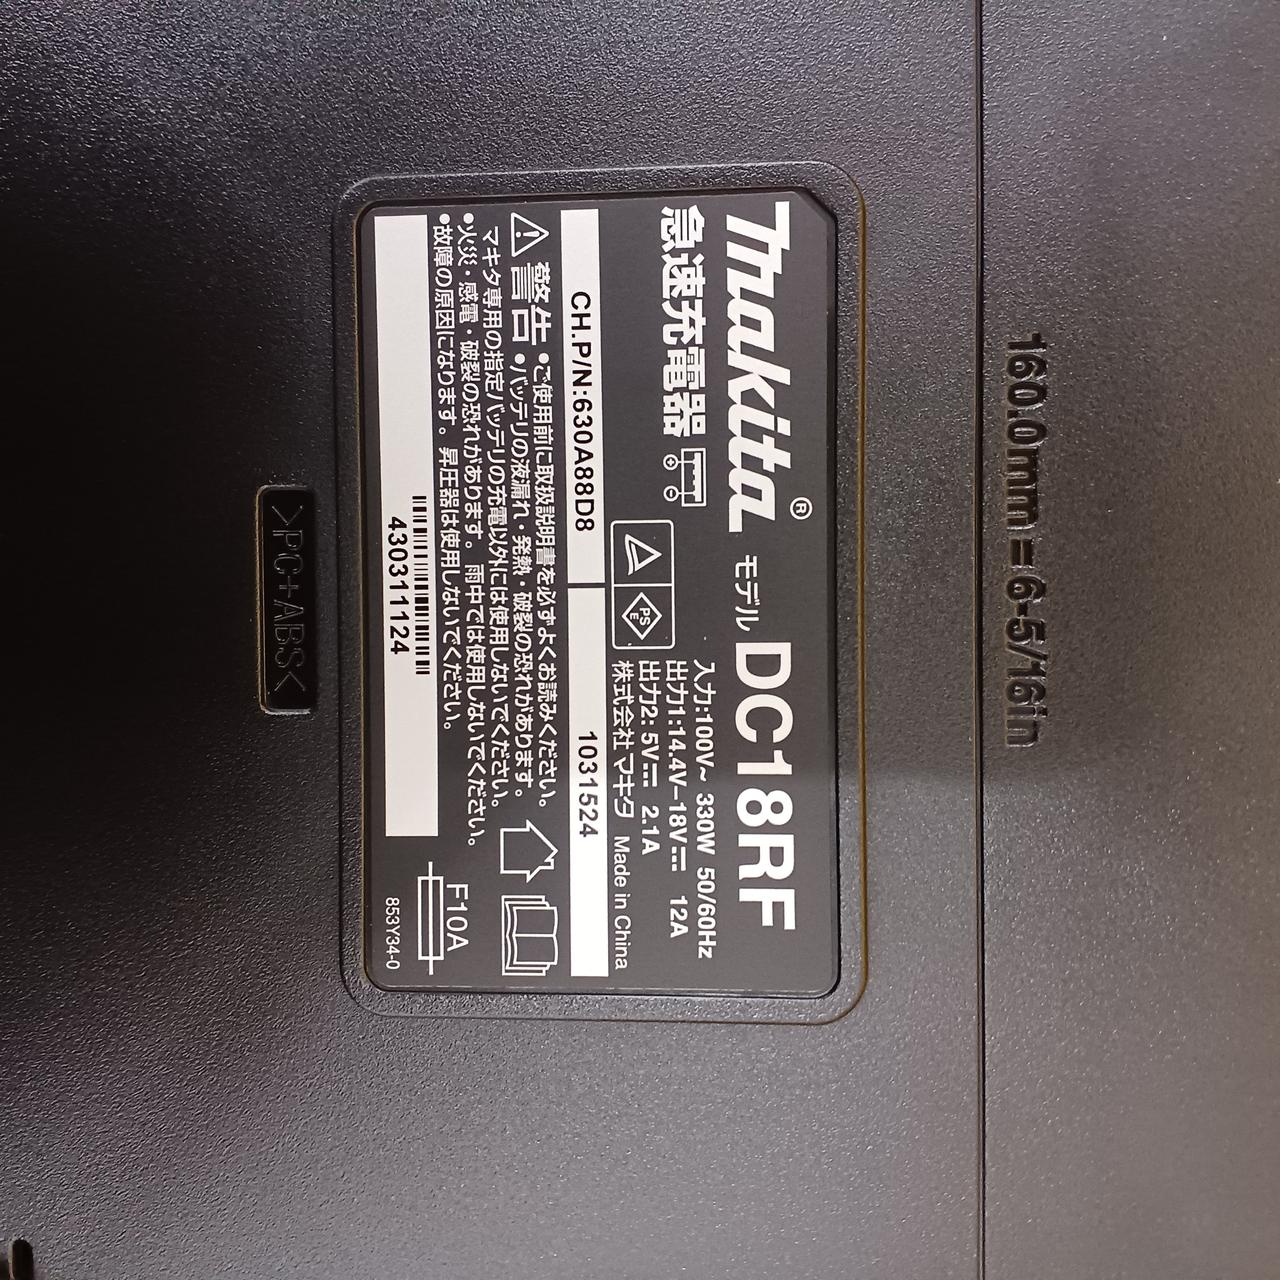 160.0mm = 6-5/16in
makita® モデル DC18RF
急速充電器
入力:100V~ 330W 50/60Hz
出力1:14.4V-18V⎓ 12A
出力2: 5V⎓ 2.1A
株式会社マキタ Made in China
PS
E
CH.P/N:630A88D8
1031524
警告
●ご使用前に取扱説明書を必ずよくお読みください。
●バッテリの液漏れ・発熱・破裂の恐れがあります。
マキタ専用の指定バッテリの充電以外には使用しないでください。
●火災・感電・破裂の恐れがあります。雨中では使用しないでください。
●故障の原因になります。昇圧器は使用しないでください。
F10A
43031124
853Y34-0
>PC+ABS<